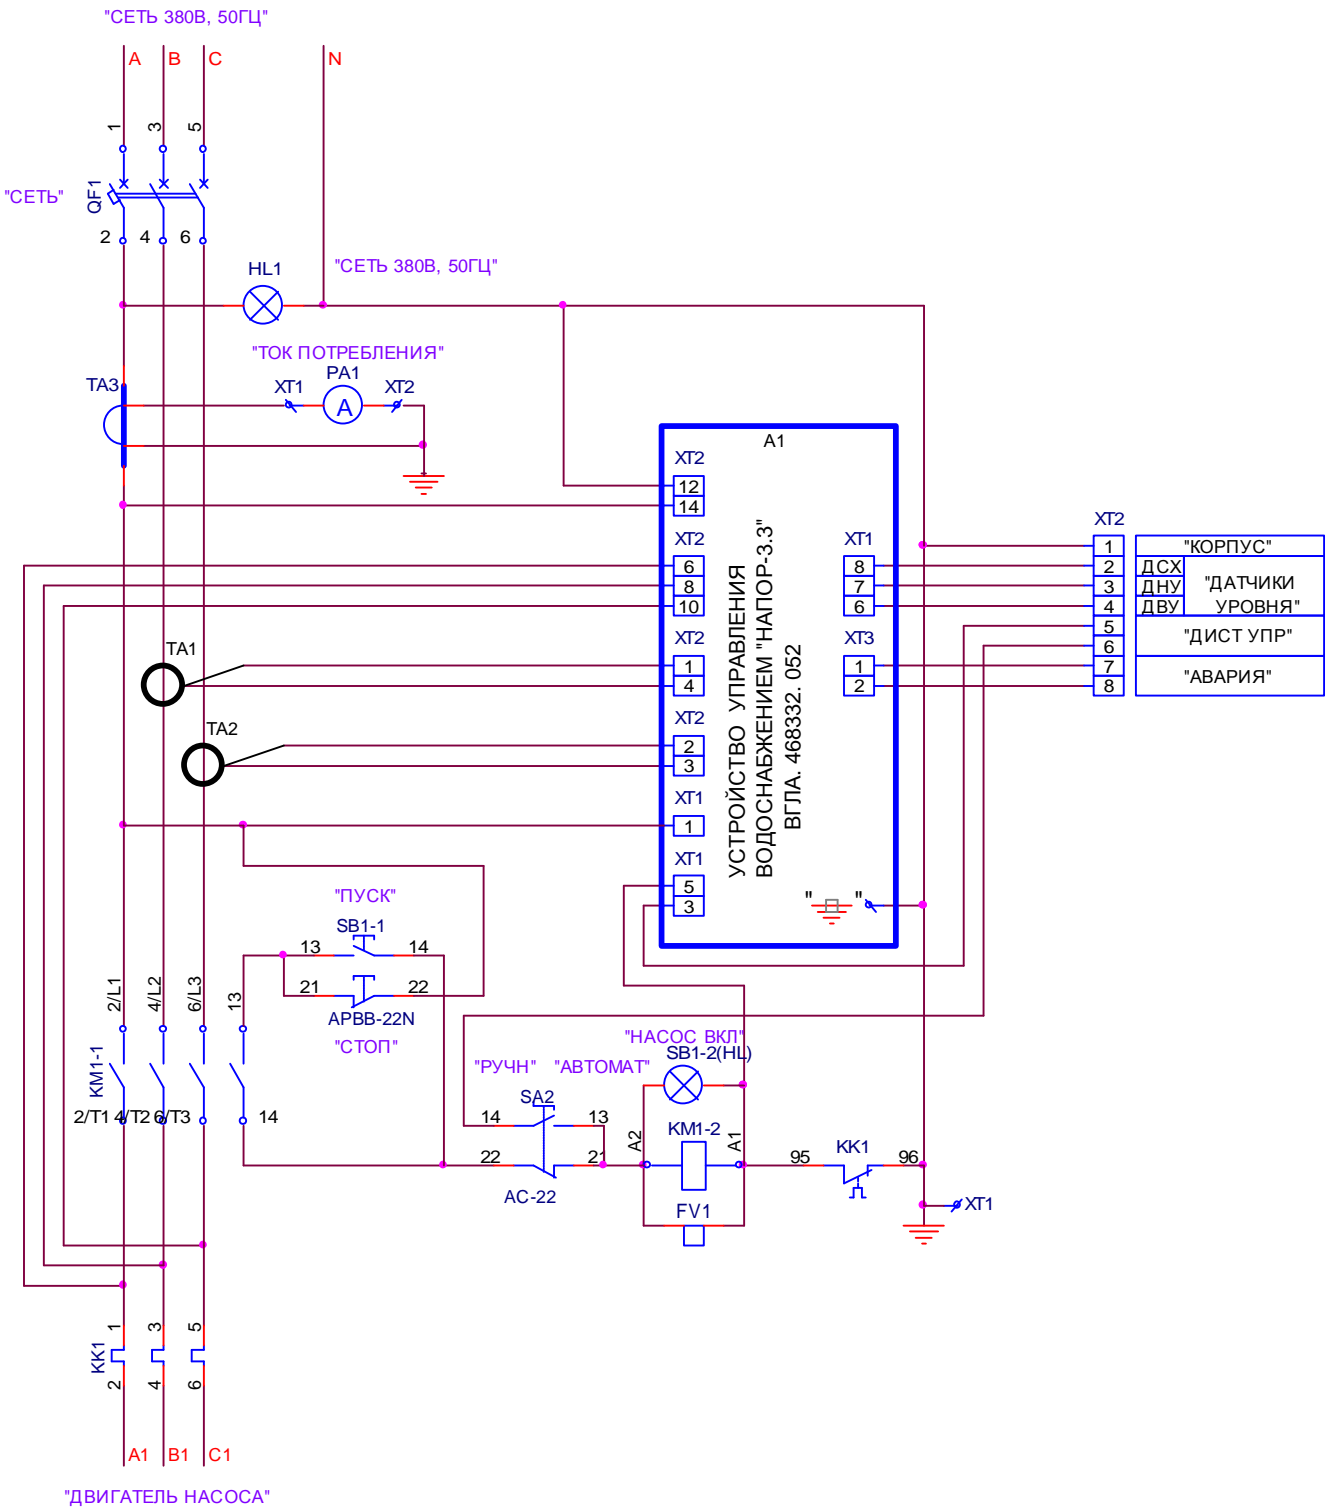 "СЕТЬ 380В, 50ГЦ"
A B C N
1 3 5
"СЕТЬ"
QF1
2 4 6
HL1
"СЕТЬ 380В, 50ГЦ"
"ТОК ПОТРЕБЛЕНИЯ"
TA3
XT1 PA1 XT2
A
A1
XT2
12
14
XT2
6
8
10
XT2
1
4
XT2
2
3
XT1
1
XT1
5
3
TA1
TA2
УСТРОЙСТВО УПРАВЛЕНИЯ
ВОДОСНАБЖЕНИЕМ "НАПОР-3.3"
ВГЛА. 468332. 052
XT1
8
7
6
XT3
1
2
" "
XT2
1 "КОРПУС"
2 ДСХ
3 ДНУ "ДАТЧИКИ
4 ДВУ УРОВНЯ"
5
6 "ДИСТ УПР"
7
8 "АВАРИЯ"
"ПУСК"
SB1-1
13 14
21 22
APBB-22N
"СТОП"
2/L1 4/L2 6/L3 13
KM1-1
2/T1 4/T2 6/T3 14
"НАСОС ВКЛ"
SB1-2(HL)
"РУЧН" "АВТОМАТ"
SA2
14 13
22 21
AC-22
A2 KM1-2 A1
FV1
95 KK1 96
XT1
1 3 5
KK1
2 4 6
A1 B1 C1
"ДВИГАТЕЛЬ НАСОСА"